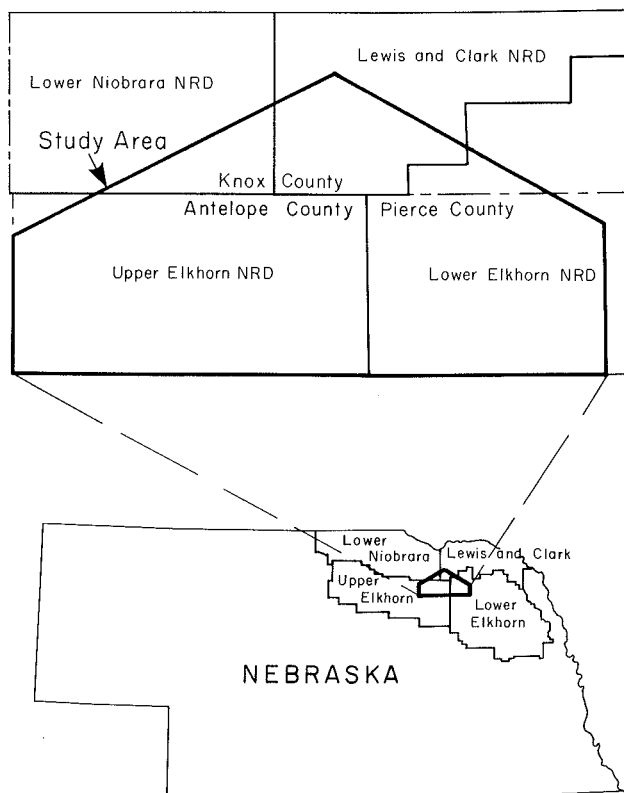 Lower Niobrara NRD
Lewis and Clark NRD
Study Area
Knox County
Antelope County
Pierce County
Upper Elkhorn NRD
Lower Elkhorn NRD
Lower
Niobrara
Lewis and Clark
Upper
Elkhorn
Lower
Elkhorn
NEBRASKA